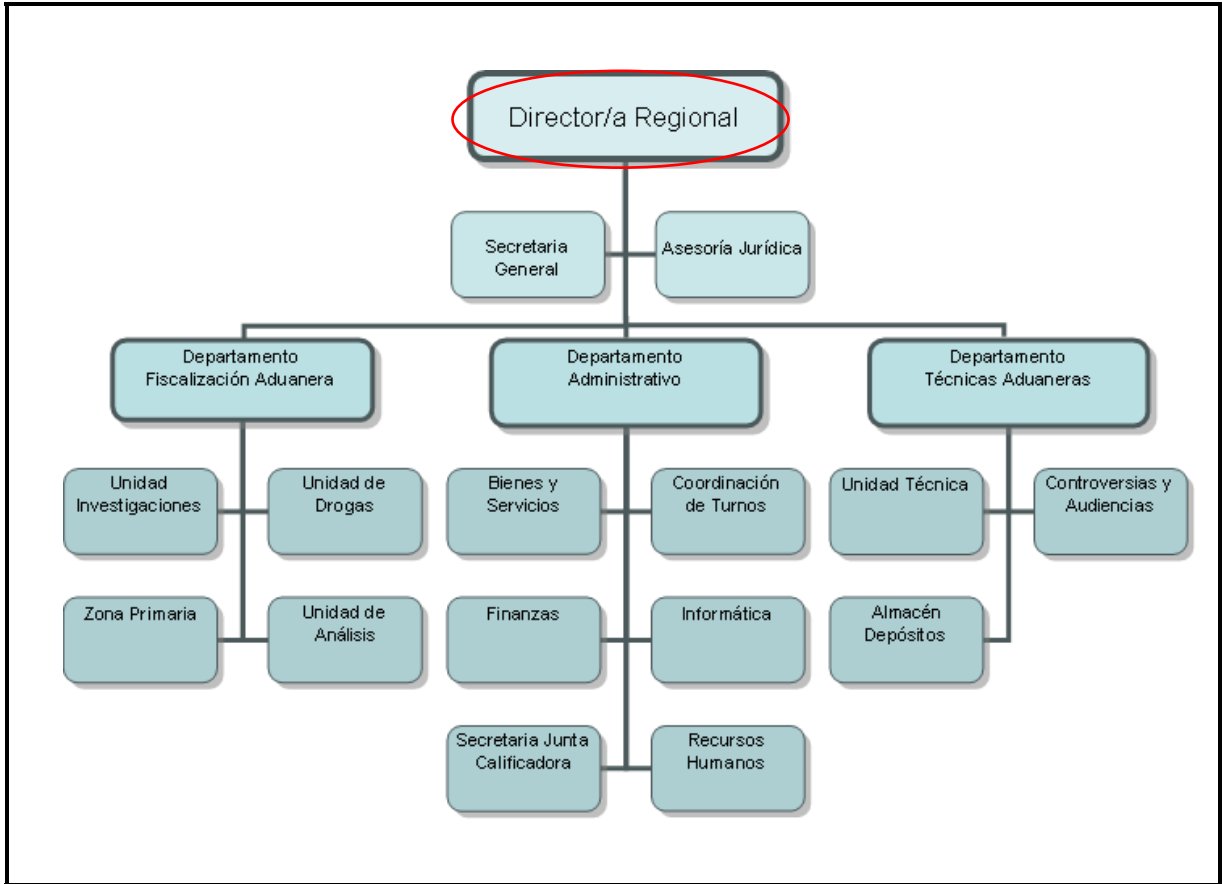 Director/a Regional
Secretaria
General
Asesoría Jurídica
Departamento
Fiscalización Aduanera
Departamento
Administrativo
Departamento
Técnicas Aduaneras
Unidad
Investigaciones
Unidad de
Drogas
Bienes y
Servicios
Coordinación
de Turnos
Unidad Técnica
Controversias y
Audiencias
Zona Primaria
Unidad de
Análisis
Finanzas
Informática
Almacén
Depósitos
Secretaria Junta
Calificadora
Recursos
Humanos